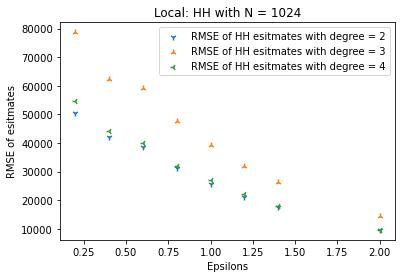 Local: HH with N = 1024
RMSE of HH esitmates with degree = 2
RMSE of HH esitmates with degree = 3
RMSE of HH esitmates with degree = 4
RMSE of esitmates
80000
70000
60000
50000
40000
30000
20000
10000
0.25 0.50 0.75 1.00 1.25 1.50 1.75 2.00
Epsilons